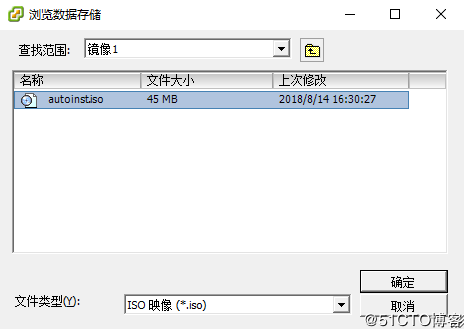 浏览数据存储
查找范围: 镜像1
名称 文件大小 上次修改
autoinst.iso 45 MB 2018/8/14 16:30:27
确定
文件类型(Y): ISO 映像 (*.iso) 取消
@51CTO博客